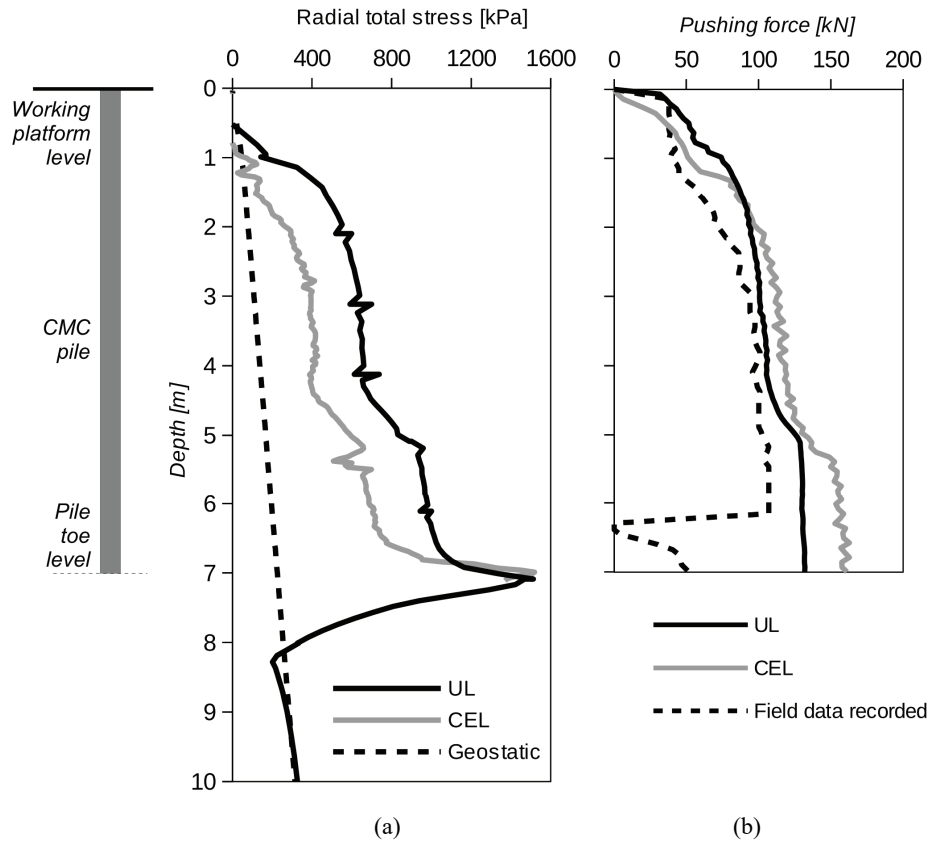 Radial total stress [kPa]
0 400 800 1200 1600
Pushing force [kN]
0 50 100 150 200
Working
platform
level
CMC
pile
Pile
toe
level
Depth [m]
0
1
2
3
4
5
6
7
8
9
10
UL
CEL
Geostatic
UL
CEL
Field data recorded
(a)
(b)